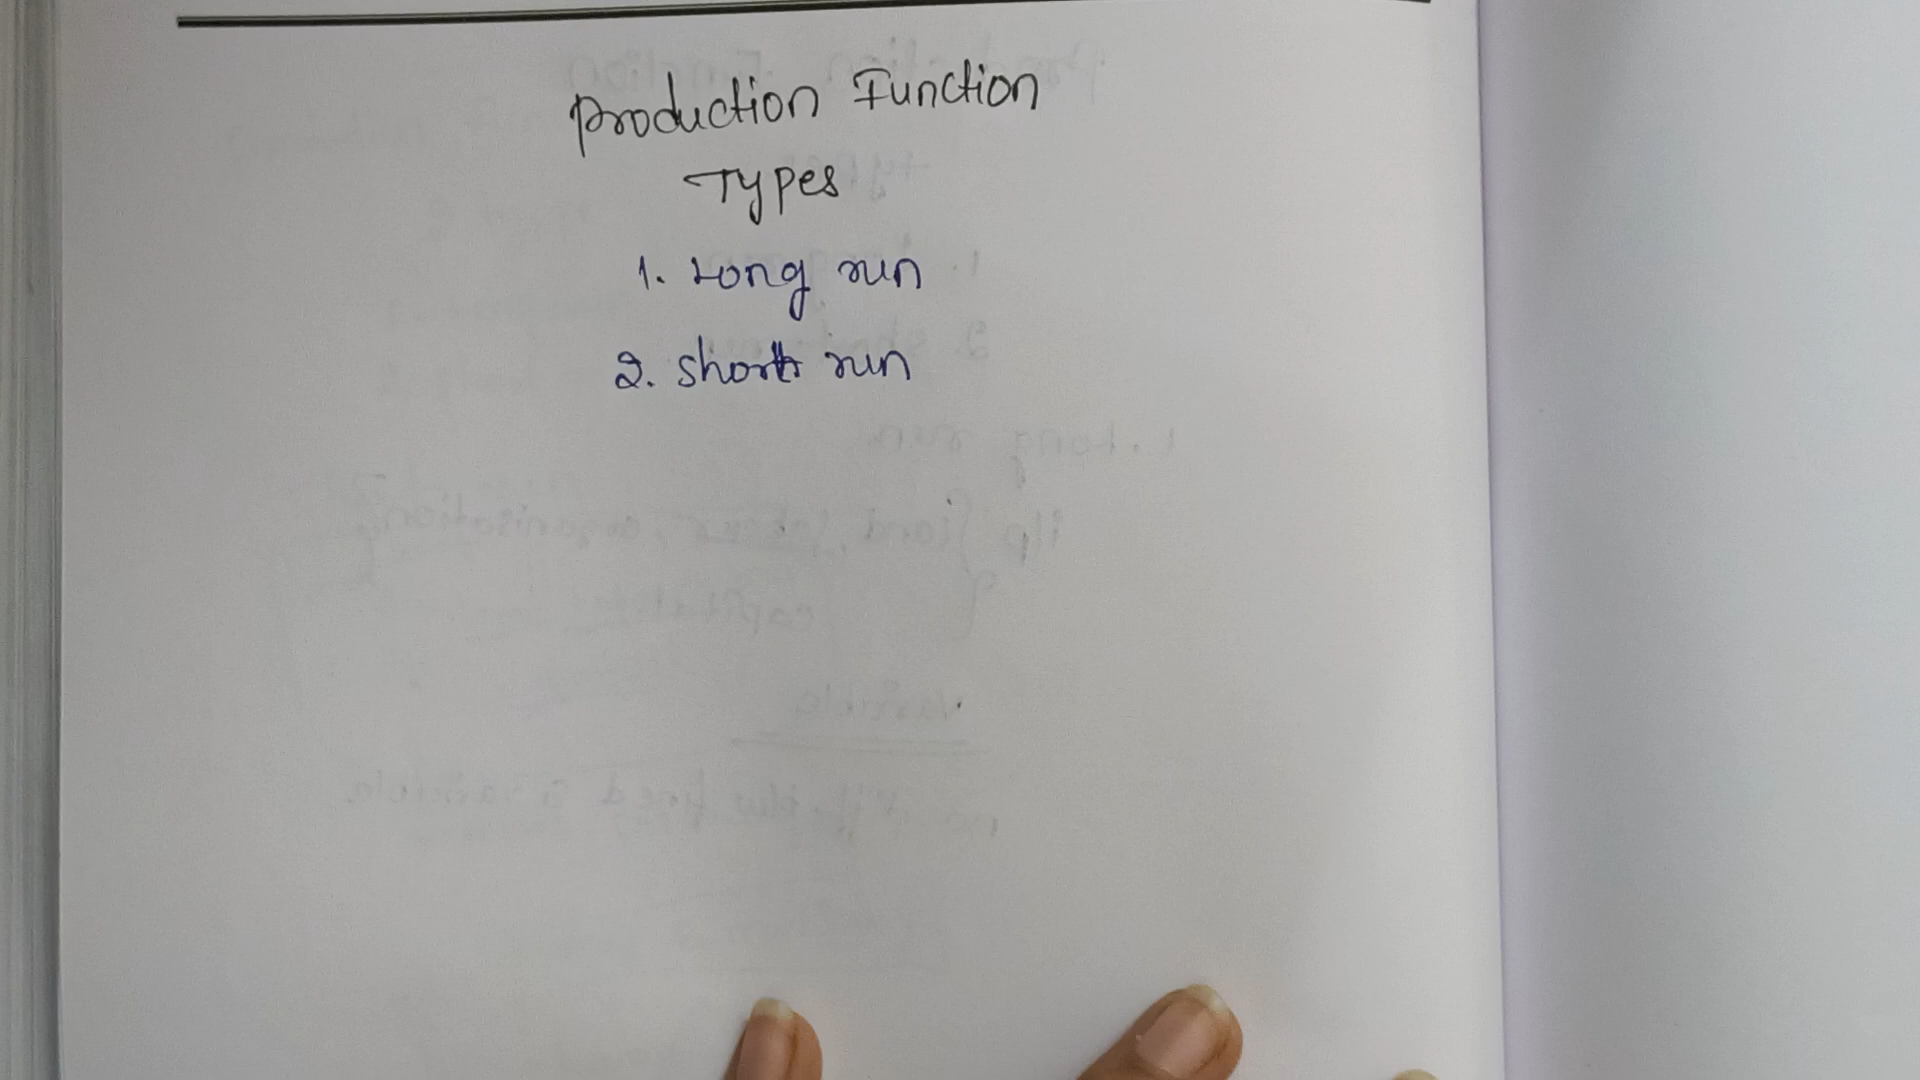 Production Function
Types
1. Long run
2. short run